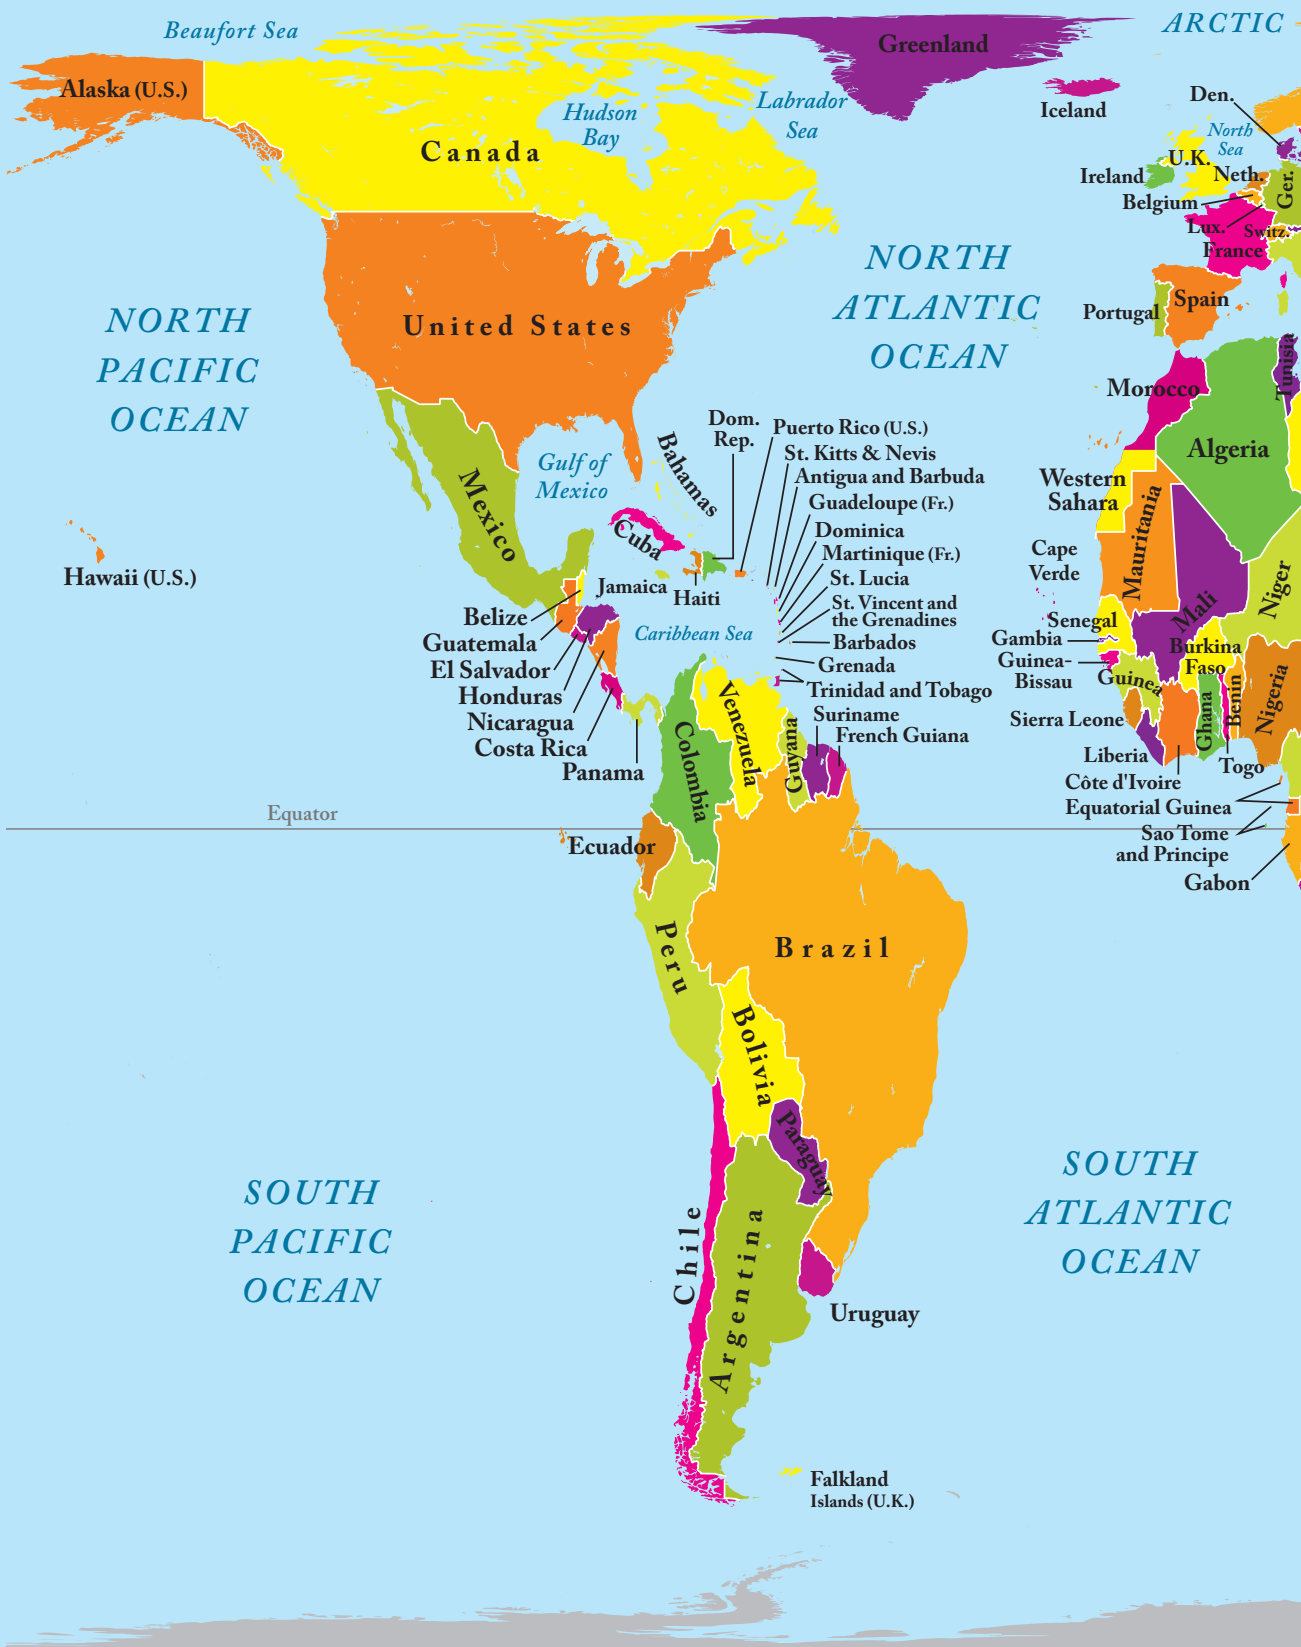 Beaufort Sea
ARCTIC
Greenland
Alaska (U.S.)
Iceland
Den.
Hudson
Bay
Labrador
Sea
North
Sea
Canada
U.K.
Ireland
Neth.
Ger.
Belgium
Lux.
Switz.
France
NORTH
ATLANTIC
OCEAN
Spain
Portugal
NORTH
PACIFIC
OCEAN
United States
Tunisia
Morocco
Algeria
Dom.
Rep.
Puerto Rico (U.S.)
St. Kitts & Nevis
Antigua and Barbuda
Guadeloupe (Fr.)
Dominica
Martinique (Fr.)
St. Lucia
St. Vincent and
the Grenadines
Barbados
Grenada
Trinidad and Tobago
Bahamas
Gulf of
Mexico
Mexico
Cuba
Western
Sahara
Mauritania
Cape
Verde
Hawaii (U.S.)
Jamaica
Haiti
Caribbean Sea
Belize
Guatemala
El Salvador
Honduras
Nicaragua
Costa Rica
Panama
Mali
Niger
Senegal
Gambia
Guinea-
Bissau
Guinea
Burkina
Faso
Sierra Leone
Liberia
Ghana
Benin
Nigeria
Togo
Côte d'Ivoire
Equatorial Guinea
Sao Tome
and Principe
Gabon
Venezuela
Guyana
Suriname
French Guiana
Colombia
Equator
Ecuador
Peru
Brazil
Bolivia
Paraguay
SOUTH
PACIFIC
OCEAN
SOUTH
ATLANTIC
OCEAN
Chile
Argentina
Uruguay
Falkland
Islands (U.K.)